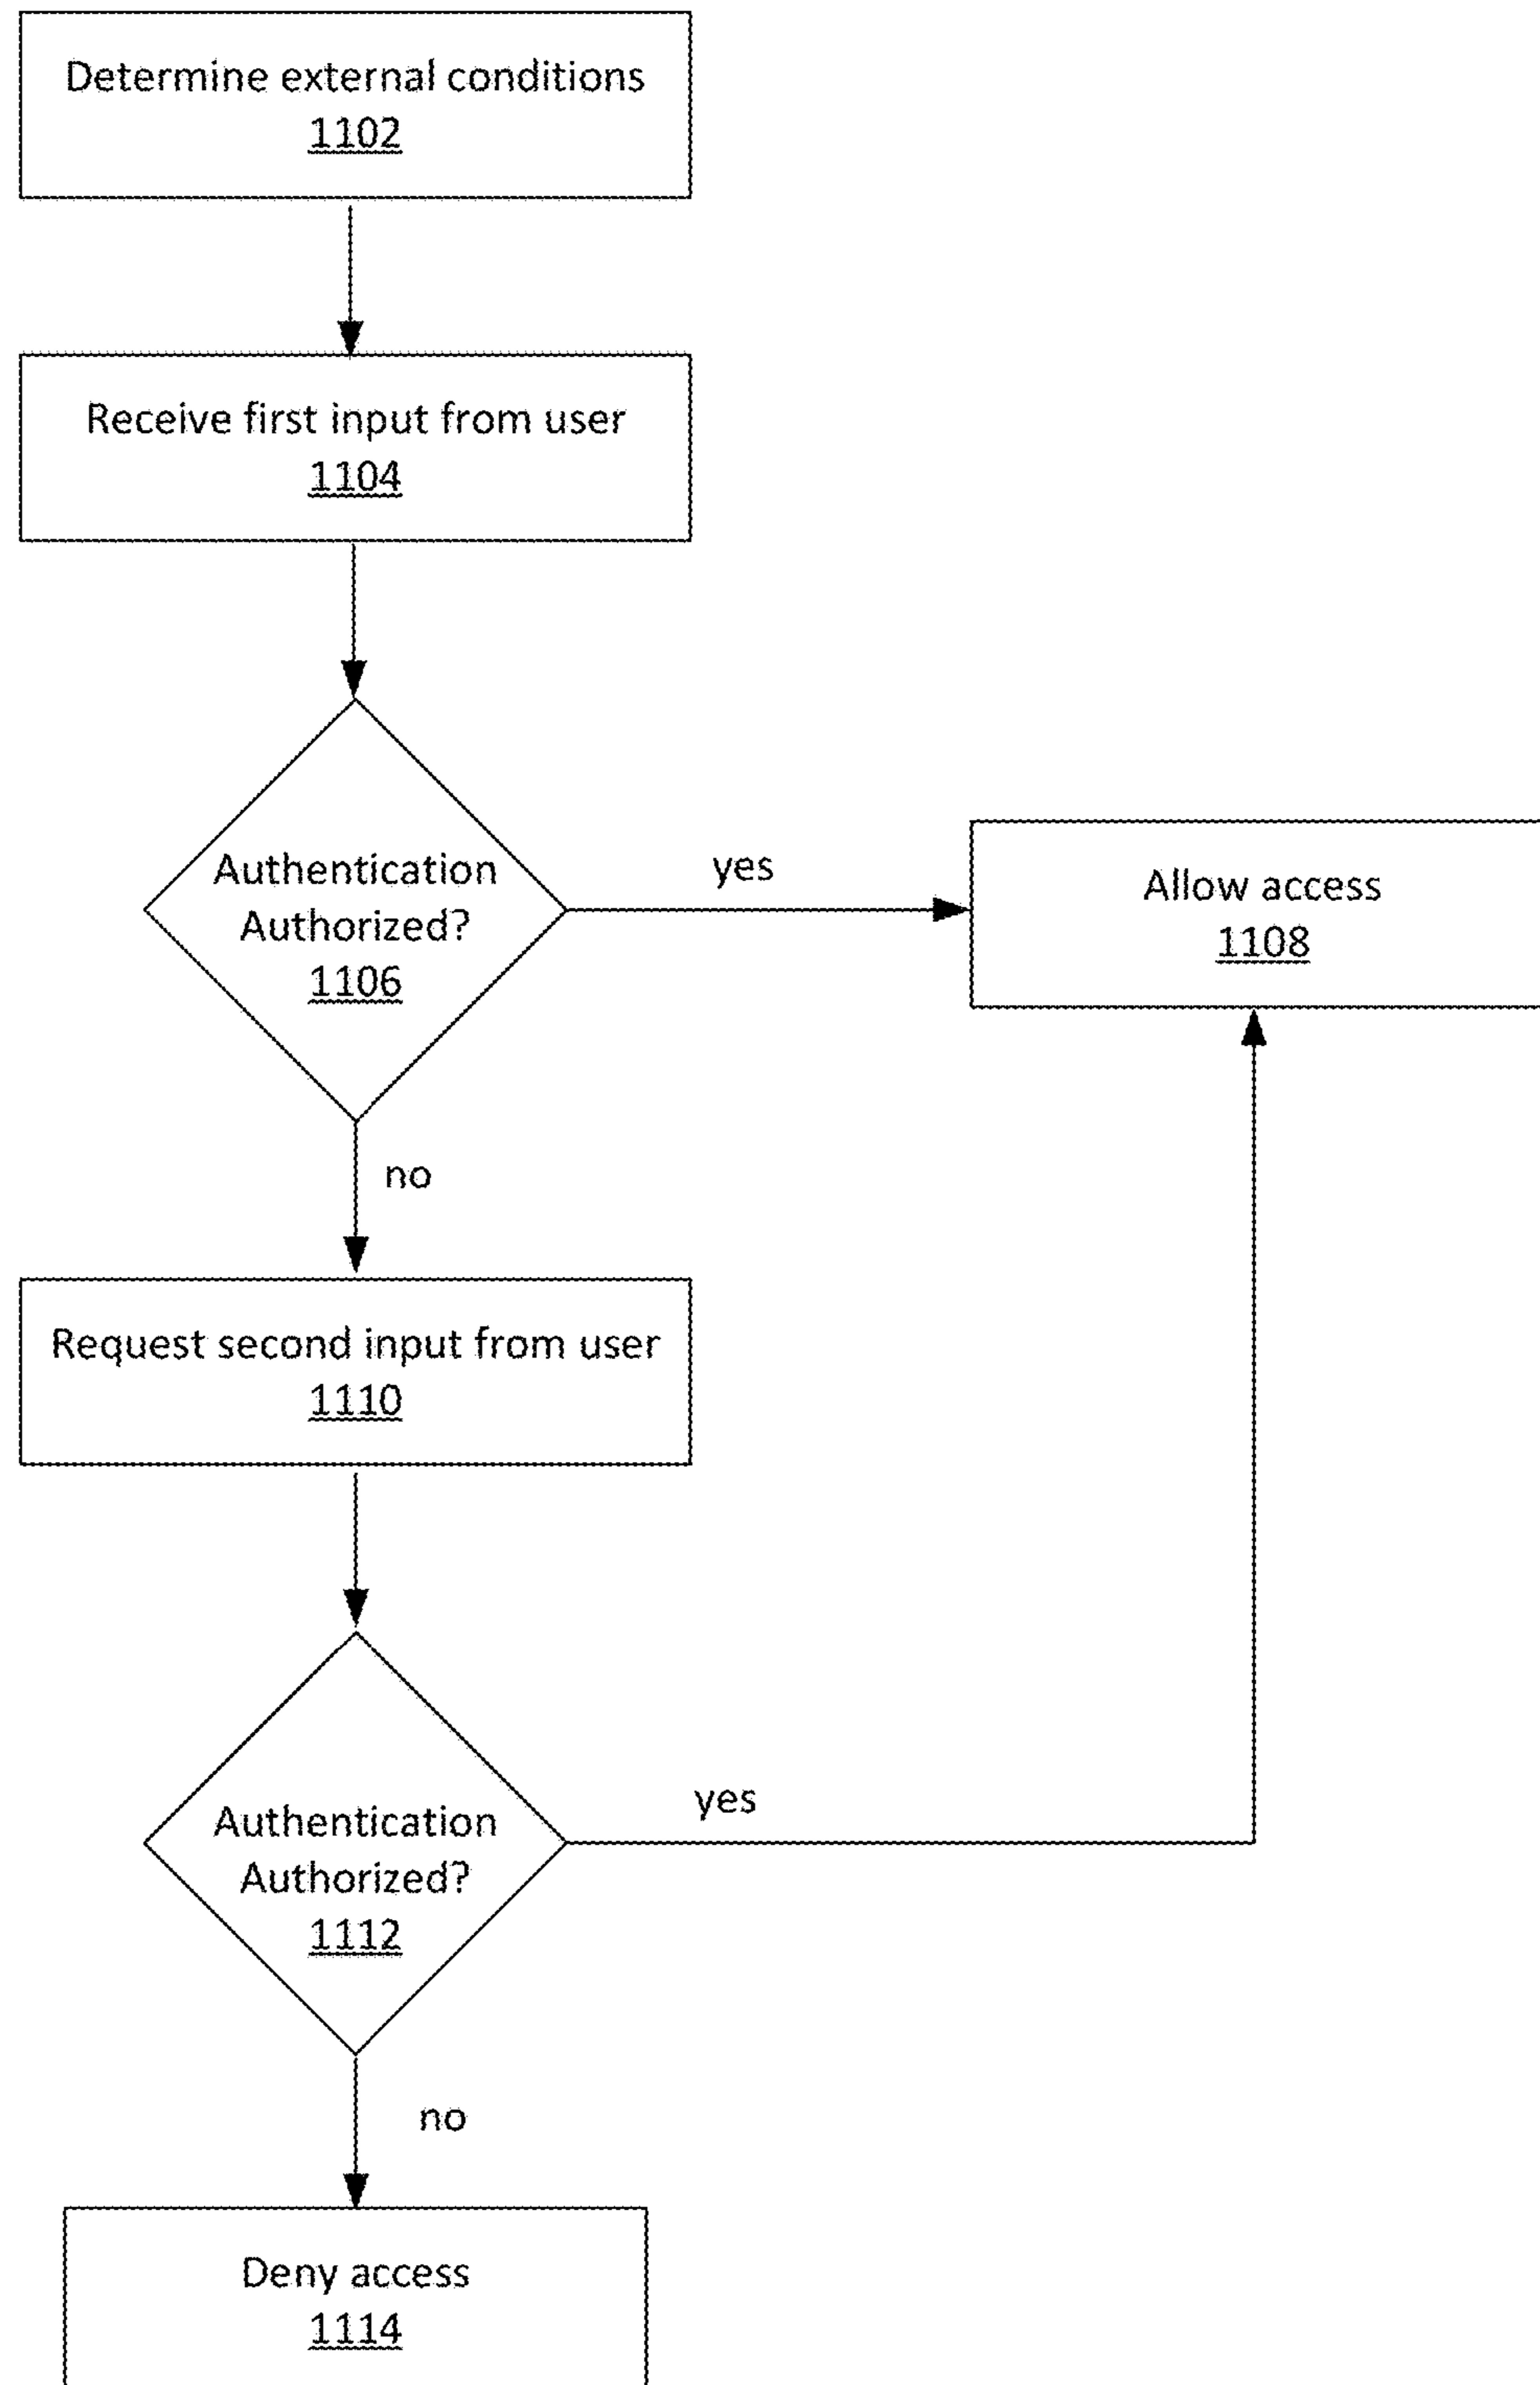 Determine external conditions
1102
Receive first input from user
1104
Authentication
Authorized?
1106
yes
Allow access
1108
no
Request second input from user
1110
Authentication
Authorized?
1112
yes
no
Deny access
1114